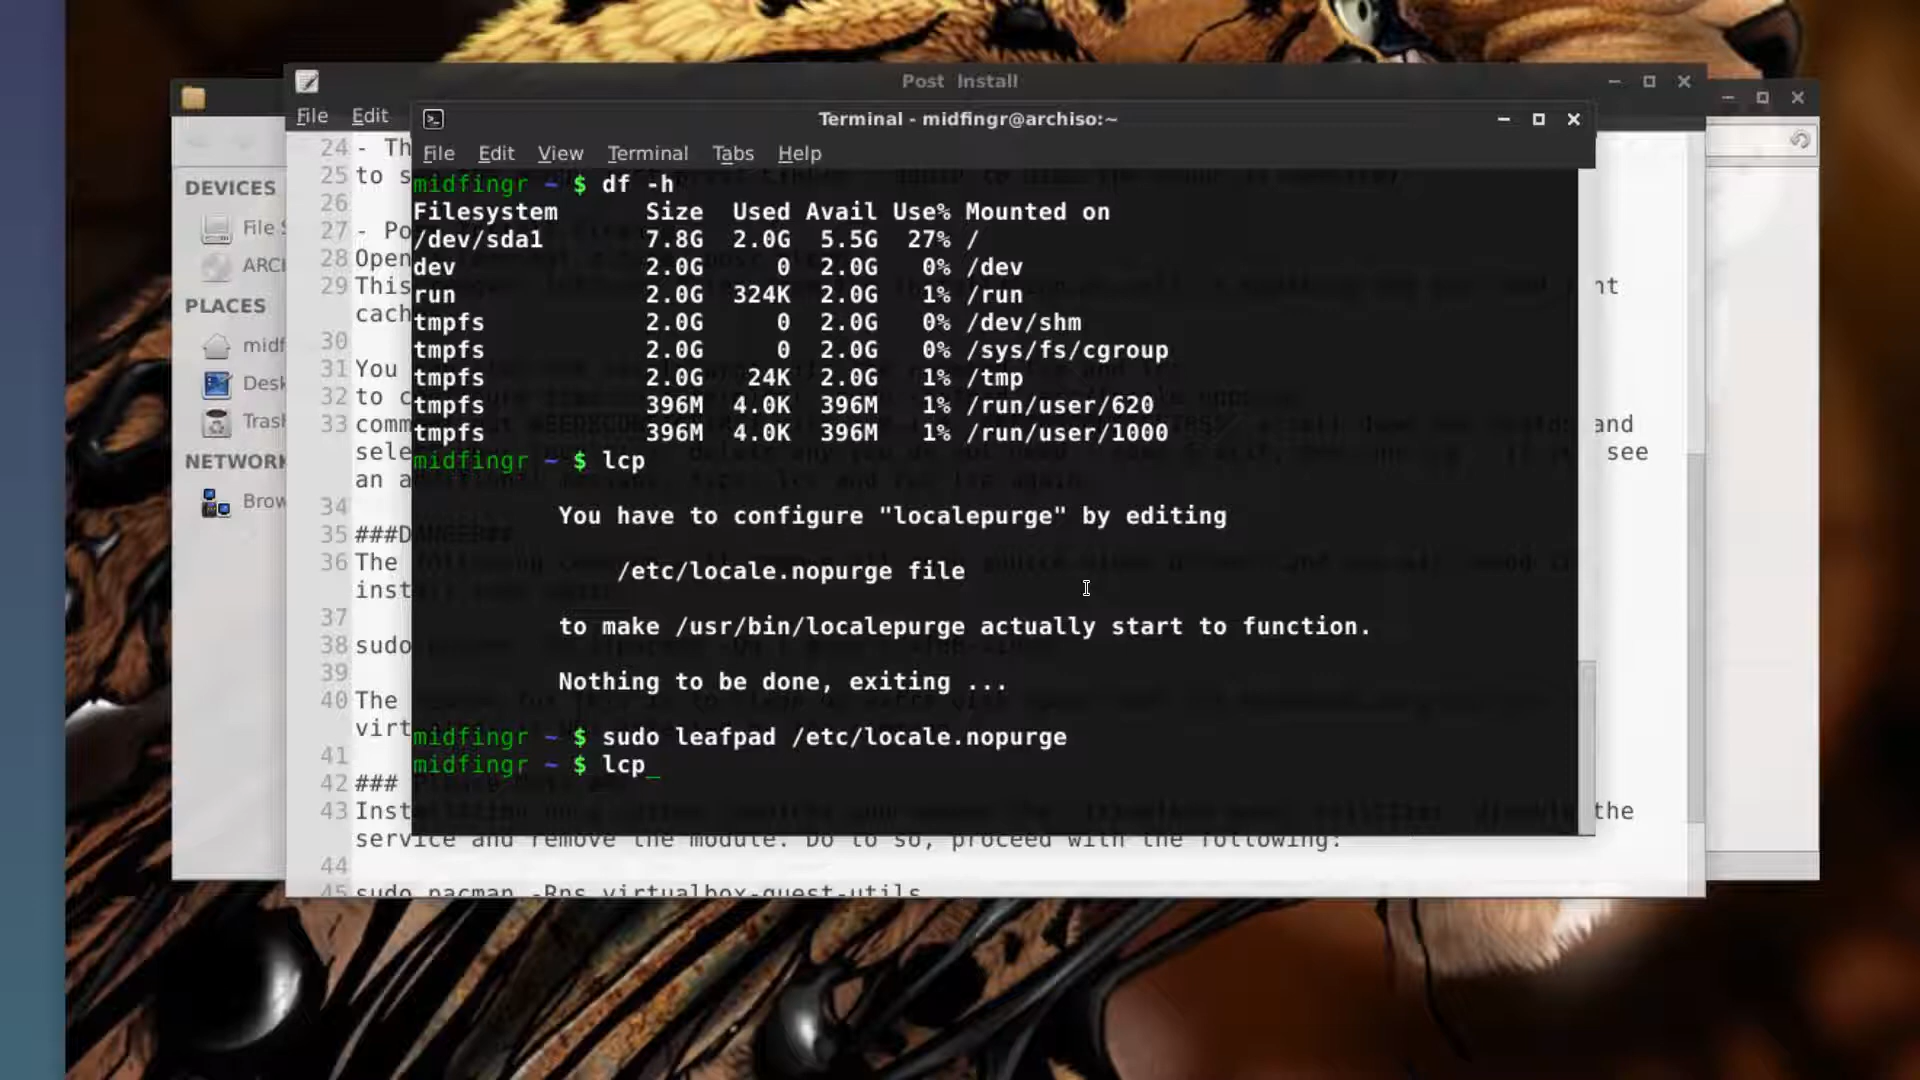 Post Install
File Edit
Terminal - midfingr@archiso:~
File Edit View Terminal Tabs Help
DEVICES
File S
ARCH
PLACES
midf
Desk
Trash
NETWORK
Brow
midfingr ~ $ df -h
Filesystem Size Used Avail Use% Mounted on
/dev/sda1 7.8G 2.0G 5.5G 27% /
dev 2.0G 0 2.0G 0% /dev
run 2.0G 324K 2.0G 1% /run
tmpfs 2.0G 0 2.0G 0% /dev/shm
tmpfs 2.0G 0 2.0G 0% /sys/fs/cgroup
tmpfs 2.0G 24K 2.0G 1% /tmp
tmpfs 396M 4.0K 396M 1% /run/user/620
tmpfs 396M 4.0K 396M 1% /run/user/1000
midfingr ~ $ lcp
You have to configure "localepurge" by editing
/etc/locale.nopurge file
to make /usr/bin/localepurge actually start to function.
Nothing to be done, exiting ...
midfingr ~ $ sudo leafpad /etc/locale.nopurge
midfingr ~ $ lcp_
24 - Th
25 to s
26
27 - Po
28 Open
29 This
cach
30
31 You
32 to c
33 comm and
sele see
an
34
35 ###D
36 The
inst
37
38 sudo
39
40 The
virt
41
42 ###
43 Inst the
service and remove the module. Do to so, proceed with the following:
44
45 sudo pacman -Rns virtualbox-guest-utils